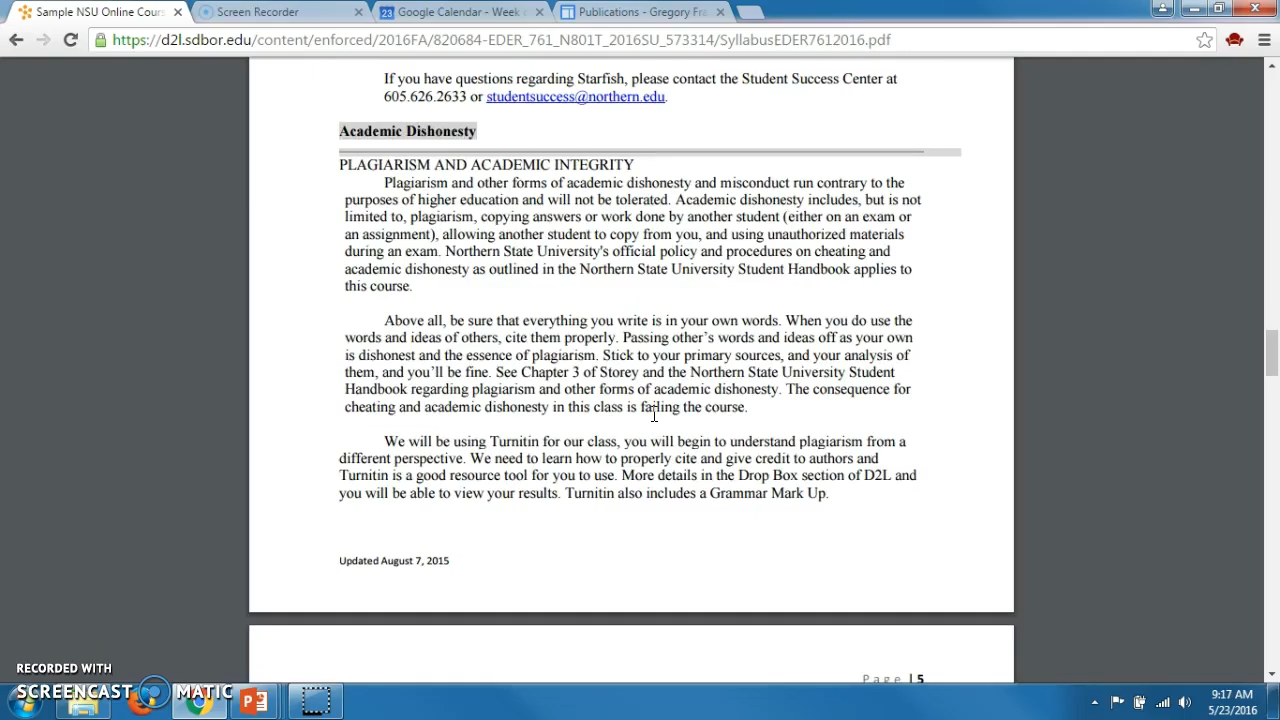 Sample NSU Online Cours
Screen Recorder
23 Google Calendar - Week o
Publications - Gregory Fra
https://d2l.sdbor.edu/content/enforced/2016FA/820684-EDER_761_N801T_2016SU_573314/SyllabusEDER7612016.pdf
If you have questions regarding Starfish, please contact the Student Success Center at
605.626.2633 or studentsuccess@northern.edu.
Academic Dishonesty
PLAGIARISM AND ACADEMIC INTEGRITY
Plagiarism and other forms of academic dishonesty and misconduct run contrary to the
purposes of higher education and will not be tolerated. Academic dishonesty includes, but is not
limited to, plagiarism, copying answers or work done by another student (either on an exam or
an assignment), allowing another student to copy from you, and using unauthorized materials
during an exam. Northern State University's official policy and procedures on cheating and
academic dishonesty as outlined in the Northern State University Student Handbook applies to
this course.
Above all, be sure that everything you write is in your own words. When you do use the
words and ideas of others, cite them properly. Passing other’s words and ideas off as your own
is dishonest and the essence of plagiarism. Stick to your primary sources, and your analysis of
them, and you’ll be fine. See Chapter 3 of Storey and the Northern State University Student
Handbook regarding plagiarism and other forms of academic dishonesty. The consequence for
cheating and academic dishonesty in this class is failing the course.
We will be using Turnitin for our class, you will begin to understand plagiarism from a
different perspective. We need to learn how to properly cite and give credit to authors and
Turnitin is a good resource tool for you to use. More details in the Drop Box section of D2L and
you will be able to view your results. Turnitin also includes a Grammar Mark Up.
Updated August 7, 2015
Page | 5
RECORDED WITH
SCREENCAST MATIC
9:17 AM
5/23/2016